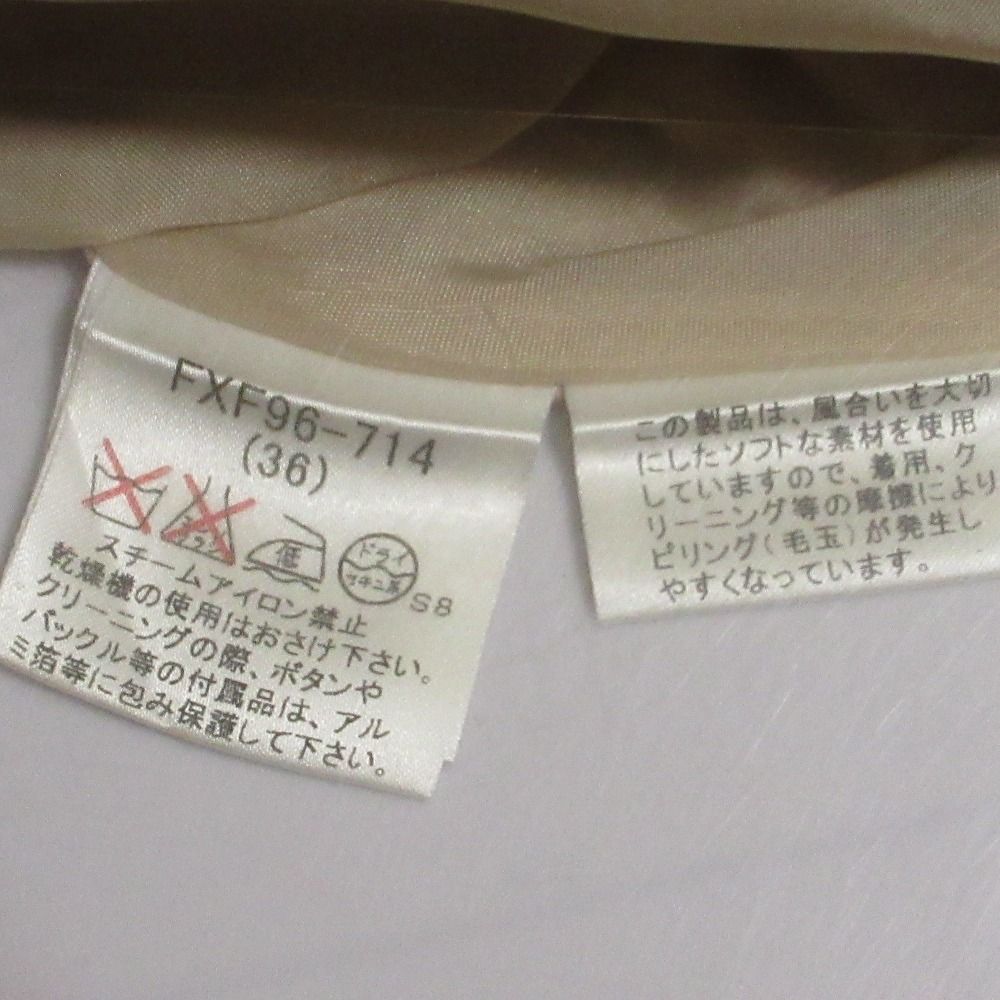 FXF96-714
(36)
エンソ
サラシ
低
ドライ
セキユ系
S8
スチームアイロン禁止
乾燥機の使用はおさけ下さい。
クリーニングの際、ボタンや
バックル等の付属品は、アル
ミ箔等に包み保護して下さい。
この製品は、風合いを大切
にしたソフトな素材を使用
していますので、着用、ク
リーニング等の摩擦により
ピリング(毛玉)が発生し
やすくなっています。